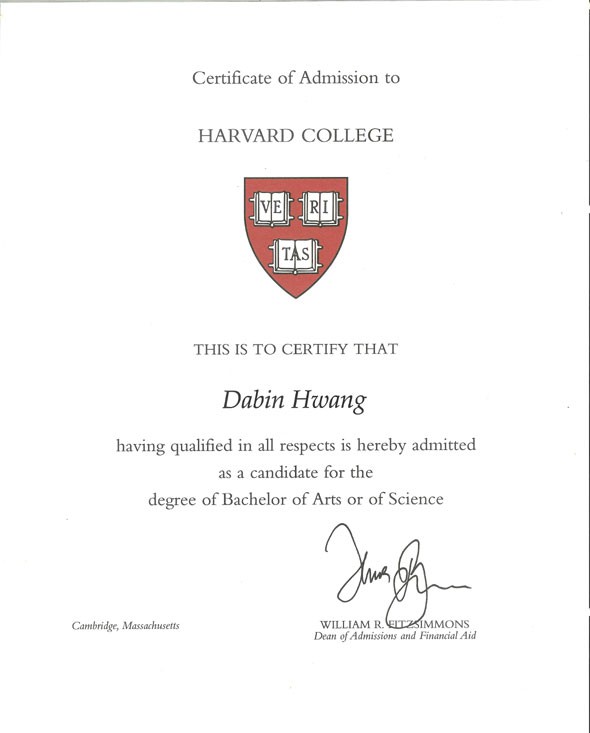 Certificate of Admission to
HARVARD COLLEGE
VE RI
TAS
THIS IS TO CERTIFY THAT
Dabin Hwang
having qualified in all respects is hereby admitted
as a candidate for the
degree of Bachelor of Arts or of Science
Cambridge, Massachusetts
WILLIAM R. FITZSIMMONS
Dean of Admissions and Financial Aid